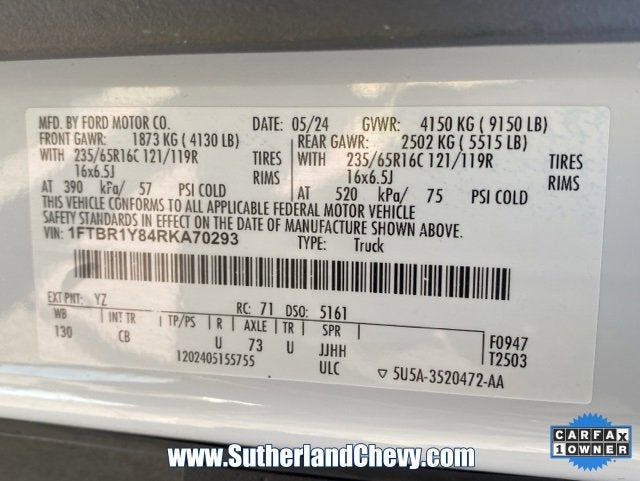 MFD. BY FORD MOTOR CO. DATE: 05/24 GVWR: 4150 KG ( 9150 LB)
FRONT GAWR: 1873 KG ( 4130 LB) REAR GAWR: 2502 KG ( 5515 LB)
WITH 235/65R16C 121/119R TIRES WITH 235/65R16C 121/119R TIRES
16x6.5J RIMS 16x6.5J RIMS
AT 390 kPa/ 57 PSI COLD AT 520 kPa/ 75 PSI COLD
THIS VEHICLE CONFORMS TO ALL APPLICABLE FEDERAL MOTOR VEHICLE
SAFETY STANDARDS IN EFFECT ON THE DATE OF MANUFACTURE SHOWN ABOVE.
VIN: 1FTBR1Y84RKA70293 TYPE: Truck
EXT PNT: YZ RC: 71 DSO: 5161
WB INT TR TP/PS R AXLE TR SPR
130 CB U 73 U JJHH
1202405155755 ULC
F0947
T2503
▽ 5U5A-3520472-AA
www.SutherlandChevy.com
CARFAX
1 OWNER